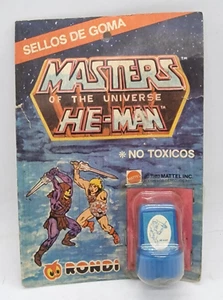 SELLOS DE GOMA
MASTERS
OF THE UNIVERSE
HE-MAN
* NO TOXICOS
MATTEL INC.
RONDI